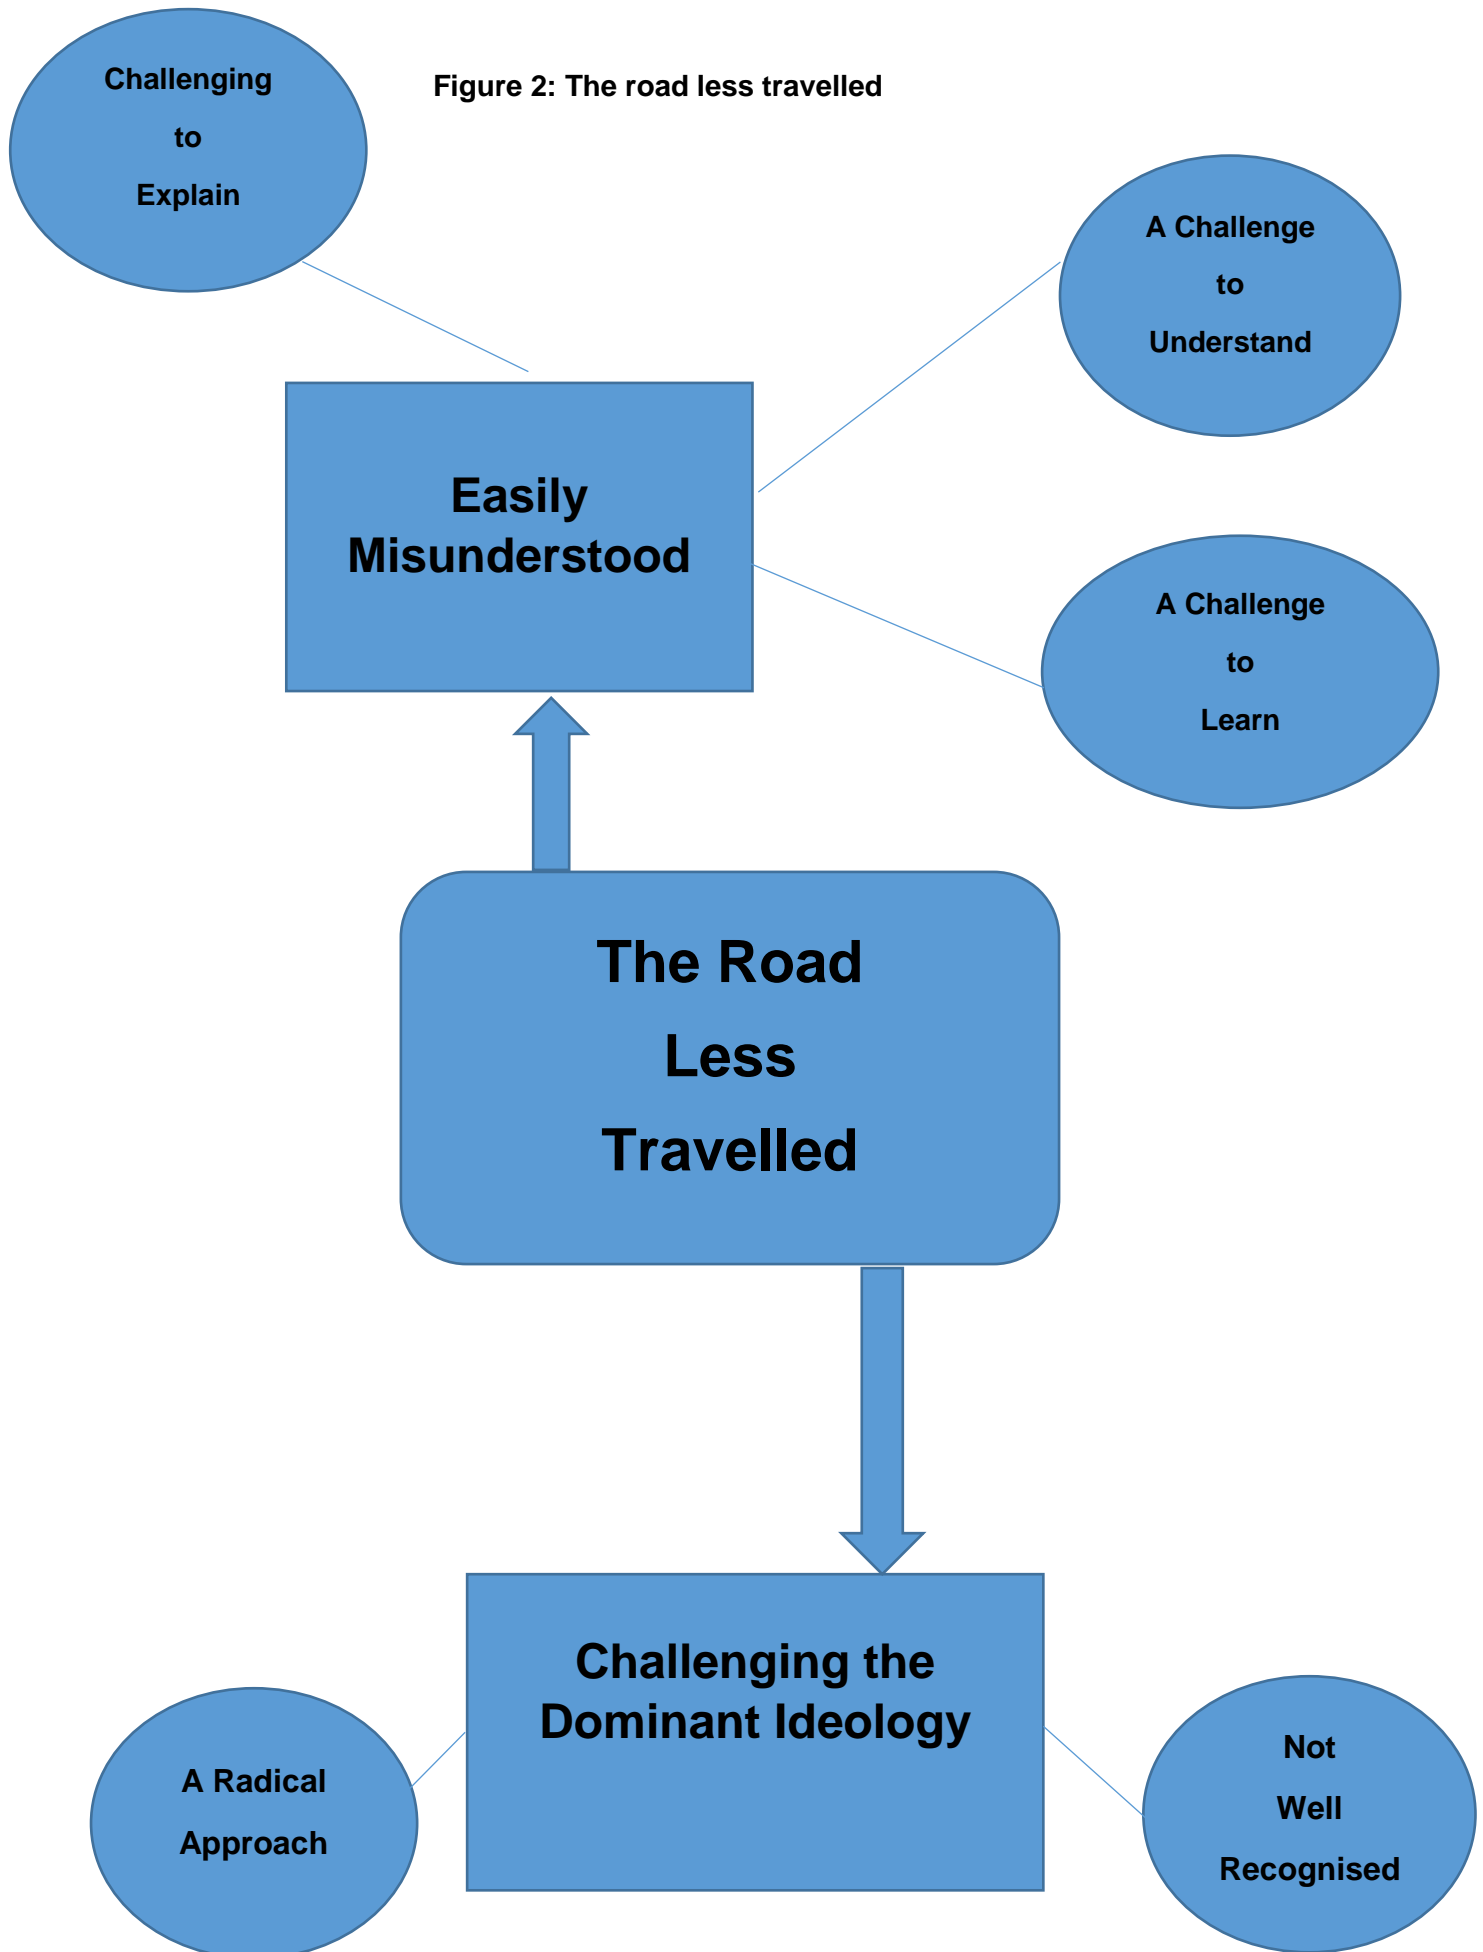 Challenging
to
Explain
Figure 2: The road less travelled
A Challenge
to
Understand
Easily
Misunderstood
A Challenge
to
Learn
The Road
Less
Travelled
Challenging the
Dominant Ideology
A Radical
Approach
Not
Well
Recognised